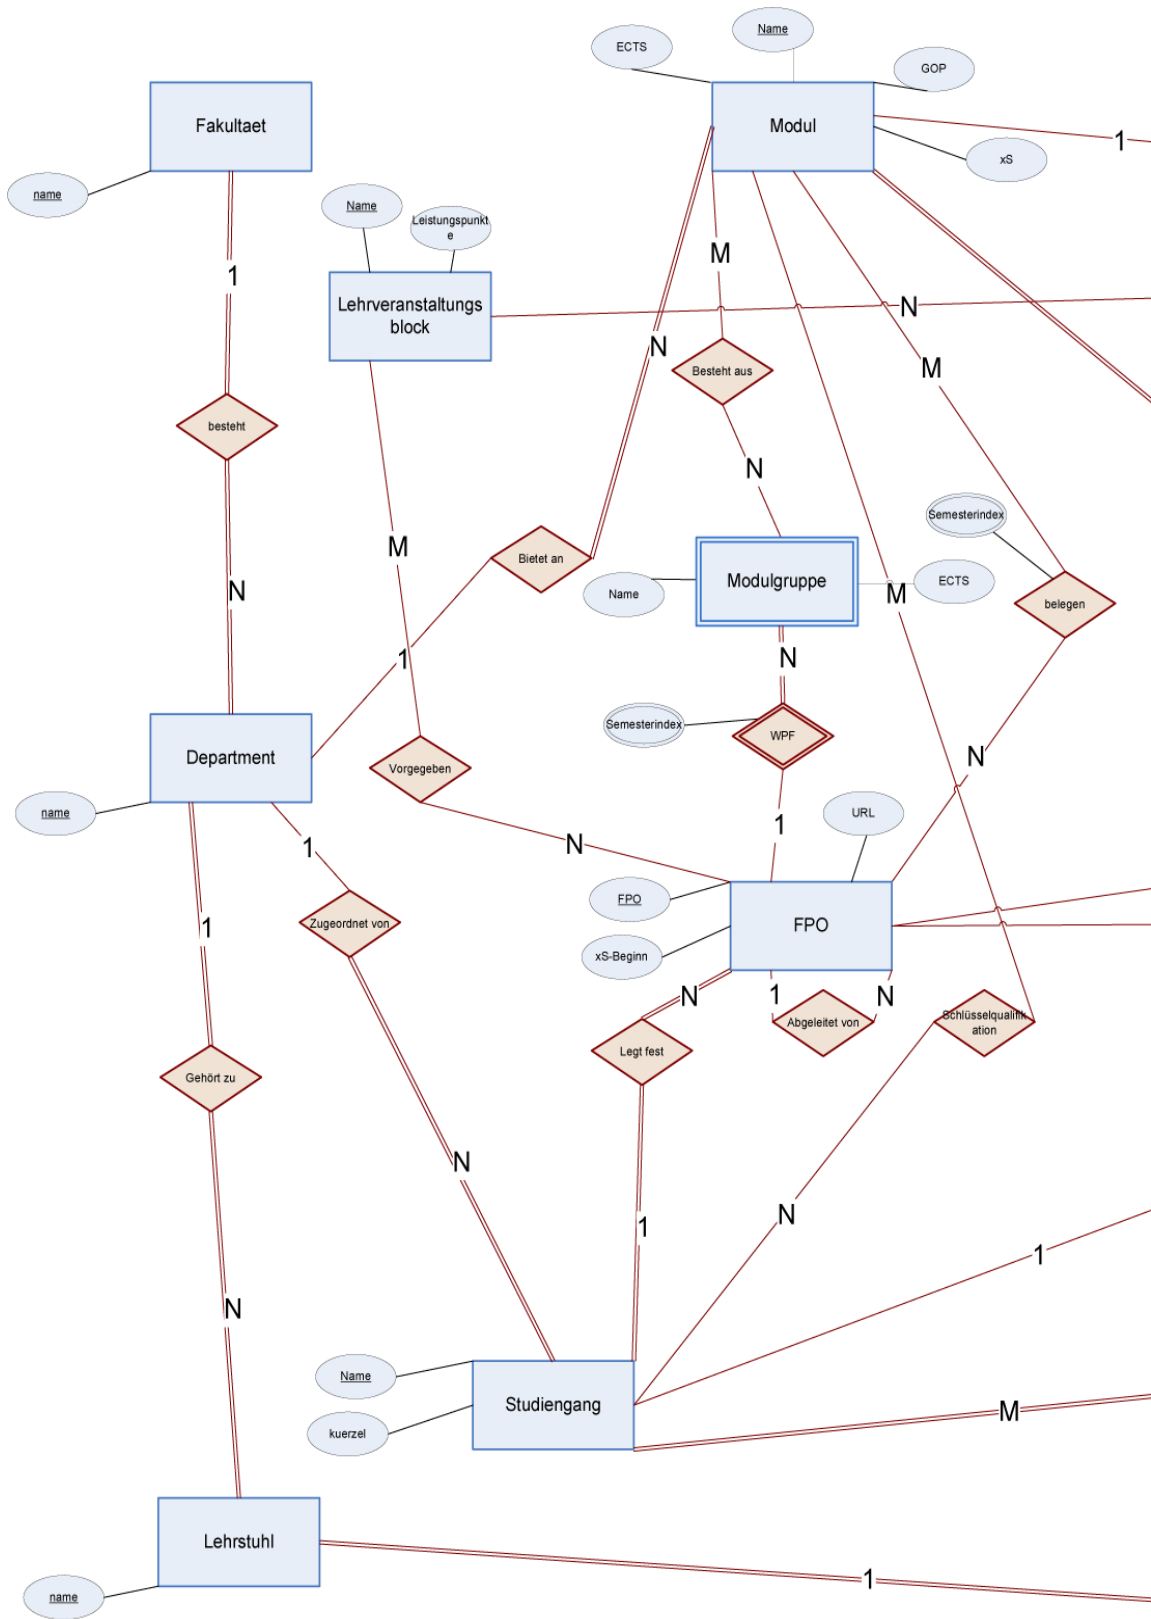 Name
ECTS
GOP
Fakultaet
Modul
1
xS
name
Name
Leistungspunkt
e
M
1
Lehrveranstaltungs
block
N
N
Besteht aus
M
besteht
N
Semesterindex
M
Bietet an
Modulgruppe
ECTS
Name
M
belegen
N
1
N
Semesterindex
WPF
Department
Vorgegeben
N
name
URL
1
N
1
FPO
1
Zugeordnet von
FPO
xS-Beginn
N
1
N
Abgeleitet von
Schlüsselqualifik
ation
Legt fest
Gehört zu
N
N
1
1
N
Name
Studiengang
M
kuerzel
Lehrstuhl
1
name